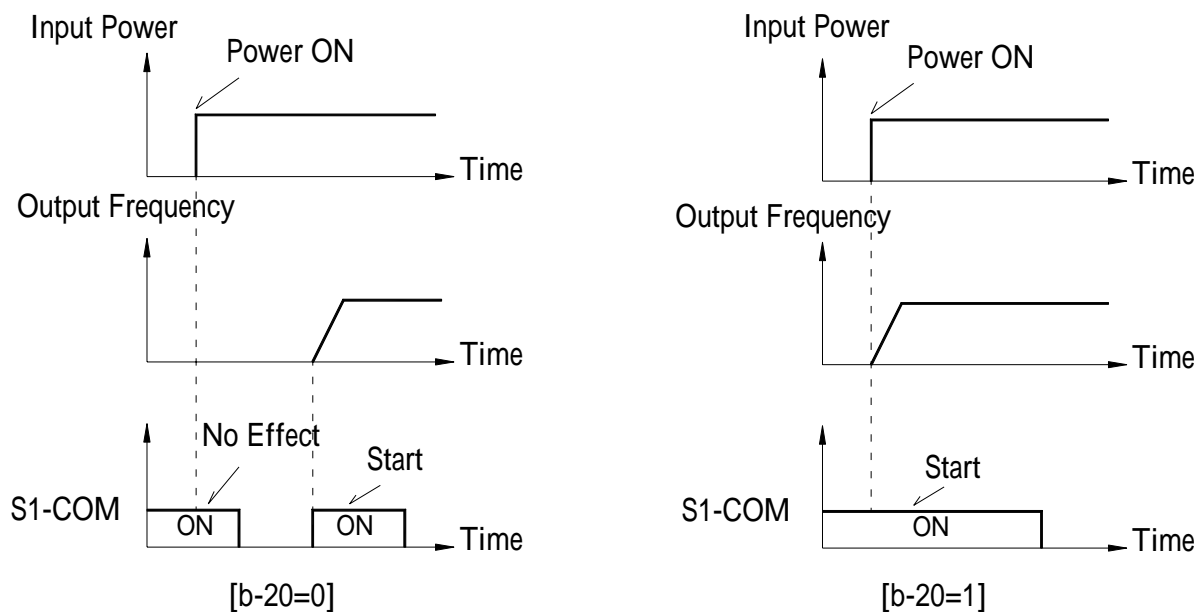 Input Power
Power ON
Time
Output Frequency
Time
No Effect
Start
S1-COM
ON
ON
Time
[b-20=0]
Input Power
Power ON
Time
Output Frequency
Time
Start
S1-COM
ON
Time
[b-20=1]